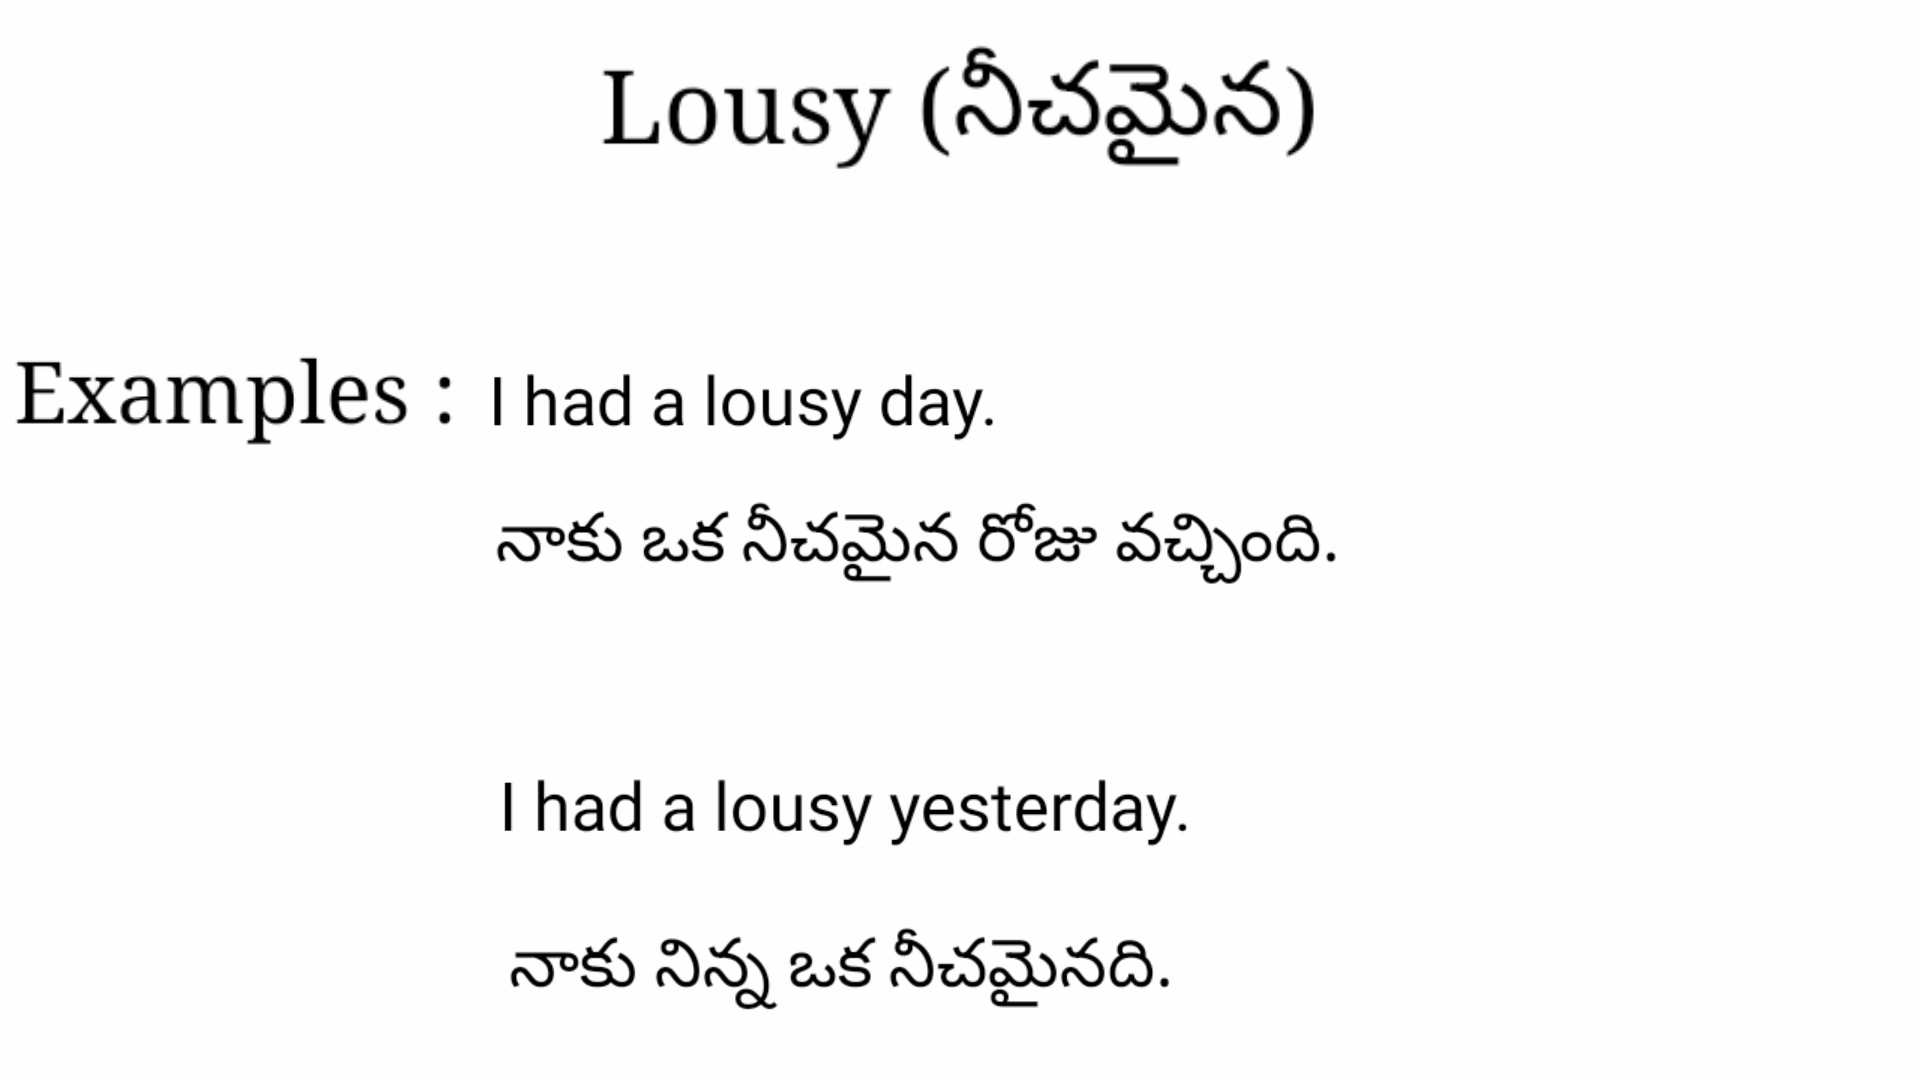 Lousy (నీచమైన)
Examples : I had a lousy day.
నాకు ఒక నీచమైన రోజు వచ్చింది.
I had a lousy yesterday.
నాకు నిన్న ఒక నీచమైనది.